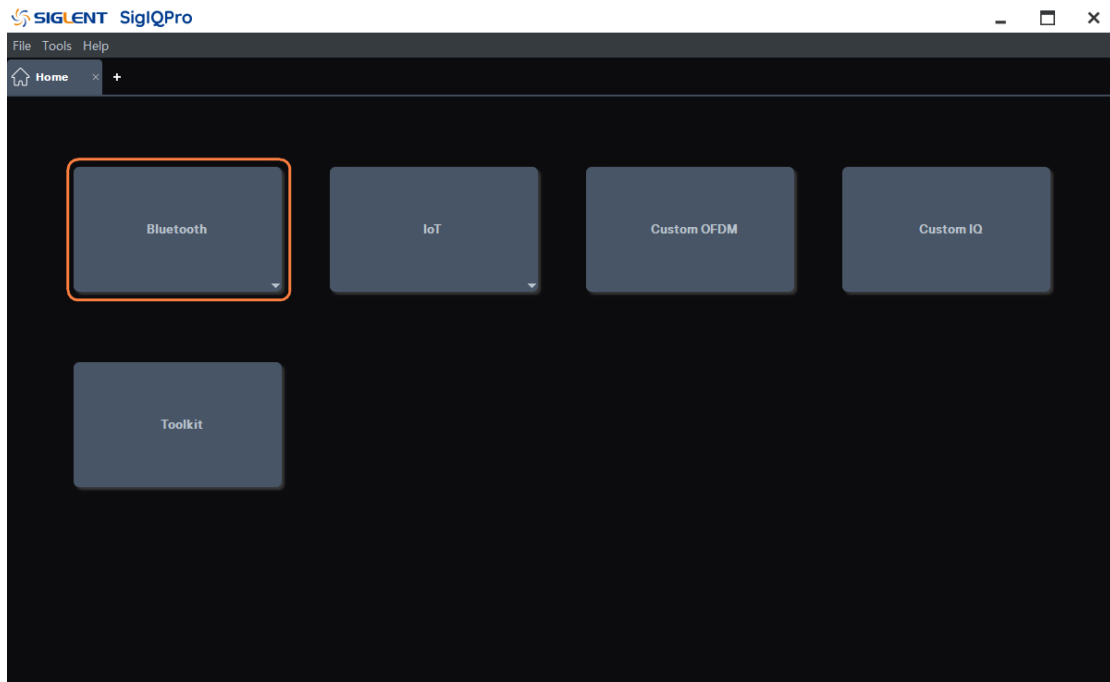 SIGLENT SigIQPro
File Tools Help
Home
Bluetooth
IoT
Custom OFDM
Custom IQ
Toolkit